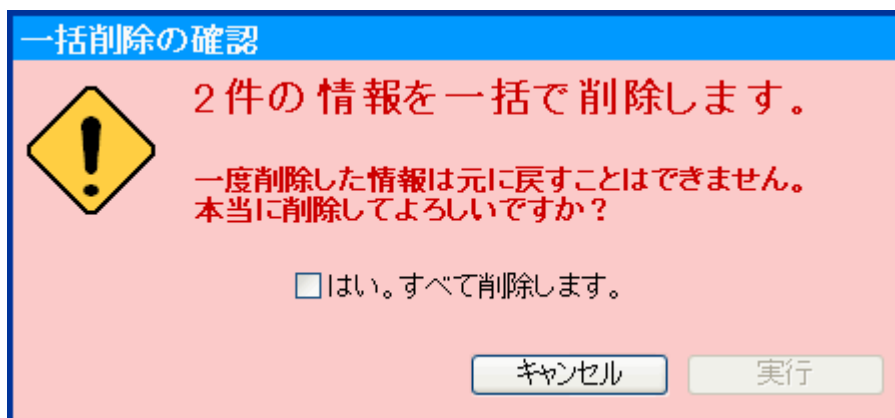 一括削除の確認
2件の情報を一括で削除します。
一度削除した情報は元に戻すことはできません。
本当に削除してよろしいですか？
はい。すべて削除します。
キャンセル
実行